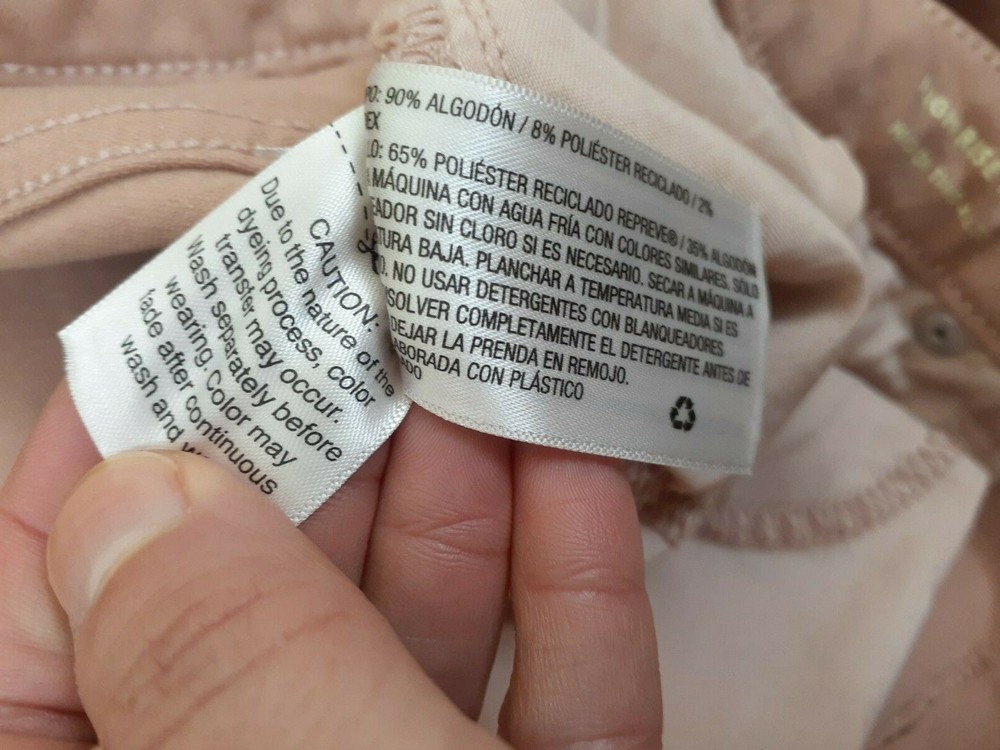 CAUTION:
Due to the nature of the
dyeing process, color
transfer may occur.
Wash separately before
wearing. Color may
fade after continuous
wash and
PO: 90% ALGODÓN / 8% POLIÉSTER RECICLADO / 2%
EX
LO: 65% POLIÉSTER RECICLADO REPREVE® / 35% ALGODÓN
MÁQUINA CON AGUA FRÍA CON COLORES SIMILARES. SÓLO
EADOR SIN CLORO SI ES NECESARIO. SECAR A MÁQUINA A
TURA BAJA. PLANCHAR A TEMPERATURA MEDIA SI ES
O. NO USAR DETERGENTES CON BLANQUEADORES
SOLVER COMPLETAMENTE EL DETERGENTE ANTES DE
DEJAR LA PRENDA EN REMOJO.
ABORADA CON PLÁSTICO
DO
RISE